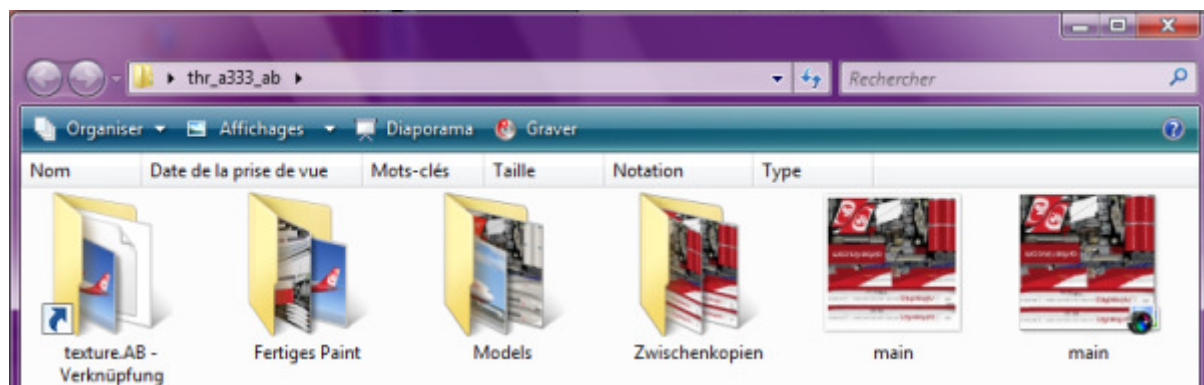 thr_a333_ab
Rechercher
Organiser Affichages Diaporama Graver
Nom Date de la prise de vue Mots-clés Taille Notation Type
texture.AB -
Verknüpfung
Fertiges Paint
Models
Zwischenkopien
main
main